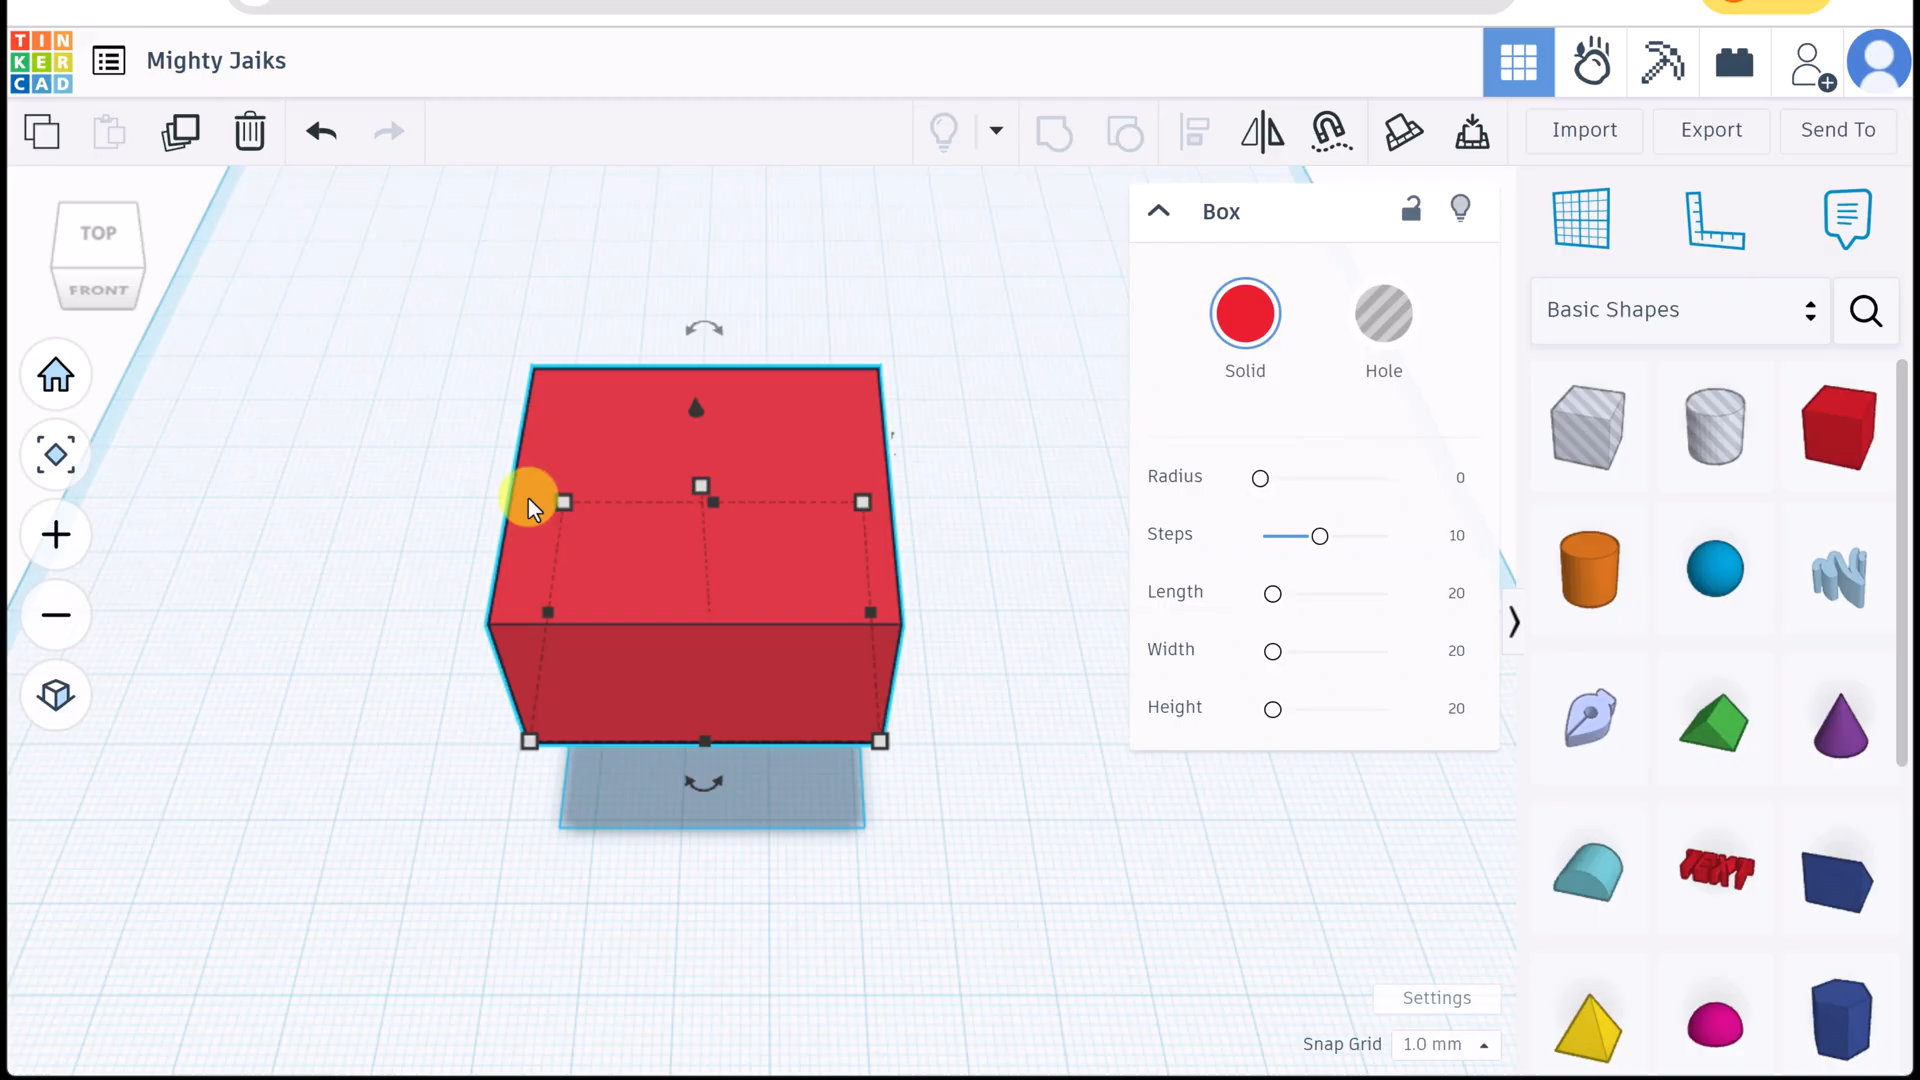 TIN
KER
CAD
Mighty Jaiks
Import
Export
Send To
TOP
FRONT
Box
Solid
Hole
Radius
0
Steps
10
Length
20
Width
20
Height
20
Basic Shapes
TEXT
Settings
Snap Grid
1.0 mm